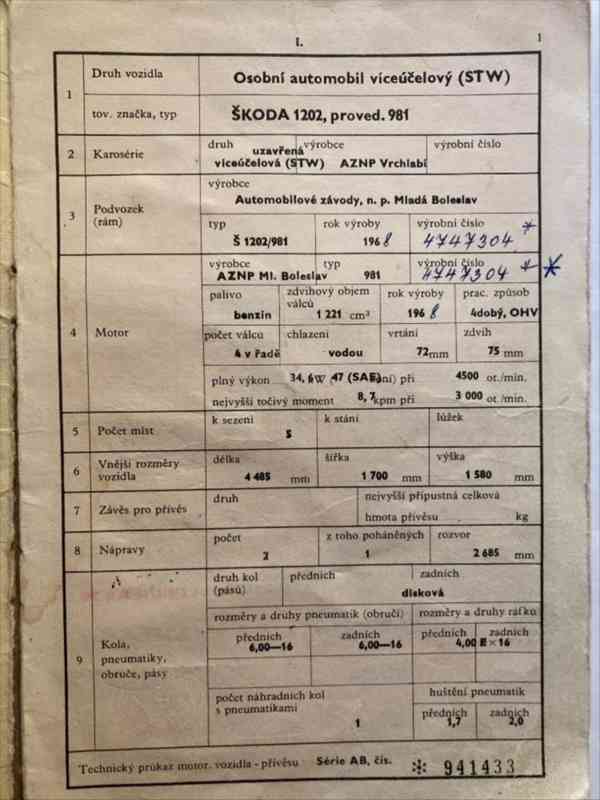 I.
1
1 Druh vozidla Osobní automobil víceúčelový (STW)
tov. značka, typ ŠKODA 1202, proved. 981
2 Karosérie druh uzavřená víceúčelová (STW) výrobce AZNP Vrchlabí výrobní číslo
3 Podvozek (rám) výrobce
Automobilové závody, n. p. Mladá Boleslav
typ rok výroby výrobní číslo *
Š 1202/981 1968 4747304
4 Motor výrobce typ výrobní číslo
AZNP Ml. Boleslav 981 4747304 * *
palivo zdvihový objem válců rok výroby prac. způsob
benzin 1 221 cm³ 1968 4dobý, OHV
počet válců chlazení vrtání zdvih
4 v řadě vodou 72 mm 75 mm
plný výkon 34, kW (47 (SAE) při 4500 ot./min.
nejvyšší točivý moment 8,7 kpm při 3 000 ot./min.
5 Počet míst k sezení k stání lůžek
5
6 Vnější rozměry vozidla délka šířka výška
4 485 mm 1 700 mm 1 580 mm
7 Závěs pro přívěs druh nejvyšší přípustná celková
hmota přívěsu kg
8 Nápravy počet z toho poháněných rozvor
2 1 2 685 mm
9 Kola, pneumatiky, obruče, pásy druh kol (pásů) předních zadních
disková
rozměry a druhy pneumatik (obručí) rozměry a druhy ráfků
předních zadních předních zadních
6,00—16 6,00—16 4,00 E × 16
počet náhradních kol s pneumatikami huštění pneumatik
předních zadních
1 1,7 2,0
Technický průkaz motor. vozidla - přívěsu Série AB, čís. * 941433